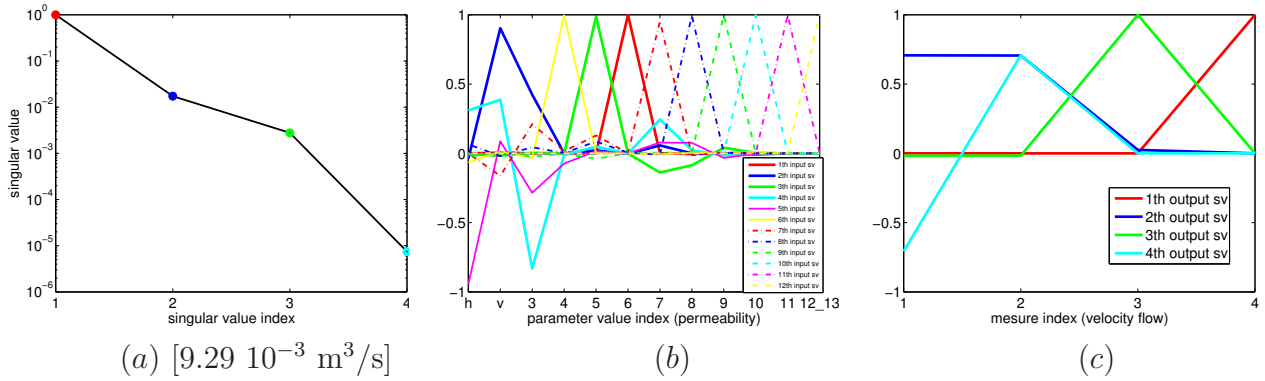 10^0
10^{-1}
10^{-2}
10^{-3}
10^{-4}
10^{-5}
10^{-6}
singular value
1 2 3 4
singular value index
(a) [9.29 10^{-3} m^3/s]
1
0.5
0
−0.5
−1
h v 3 4 5 6 7 8 9 10 11 12_13
parameter value index (permeability)
1th input sv
2th input sv
3th input sv
4th input sv
5th input sv
6th input sv
7th input sv
8th input sv
9th input sv
10th input sv
11th input sv
12th input sv
(b)
1
0.5
0
−0.5
−1
1 2 3 4
mesure index (velocity flow)
1th output sv
2th output sv
3th output sv
4th output sv
(c)